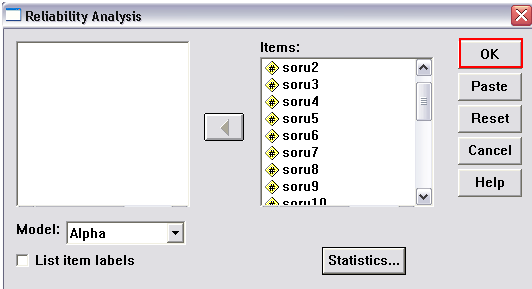 Reliability Analysis
Items:
soru2
soru3
soru4
soru5
soru6
soru7
soru8
soru9
soru10
OK
Paste
Reset
Cancel
Help
Model:
Alpha
List item labels
Statistics...